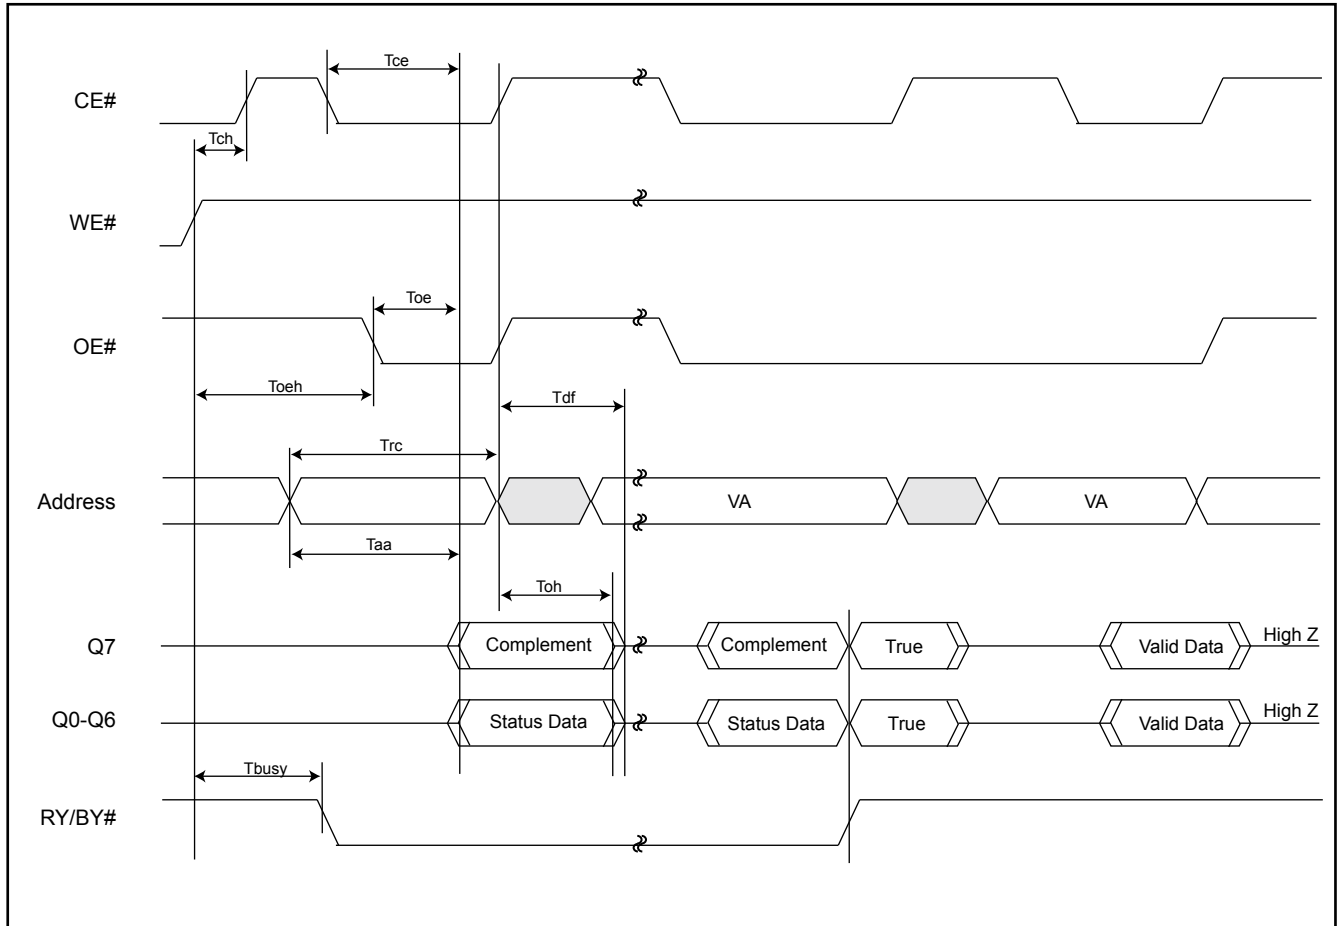 Tce
CE#
Tch
WE#
Toe
OE#
Toeh
Tdf
Trc
Address
VA
VA
Taa
Toh
Q7
Complement
Complement
True
Valid Data
High Z
Q0-Q6
Status Data
Status Data
True
Valid Data
High Z
Tbusy
RY/BY#